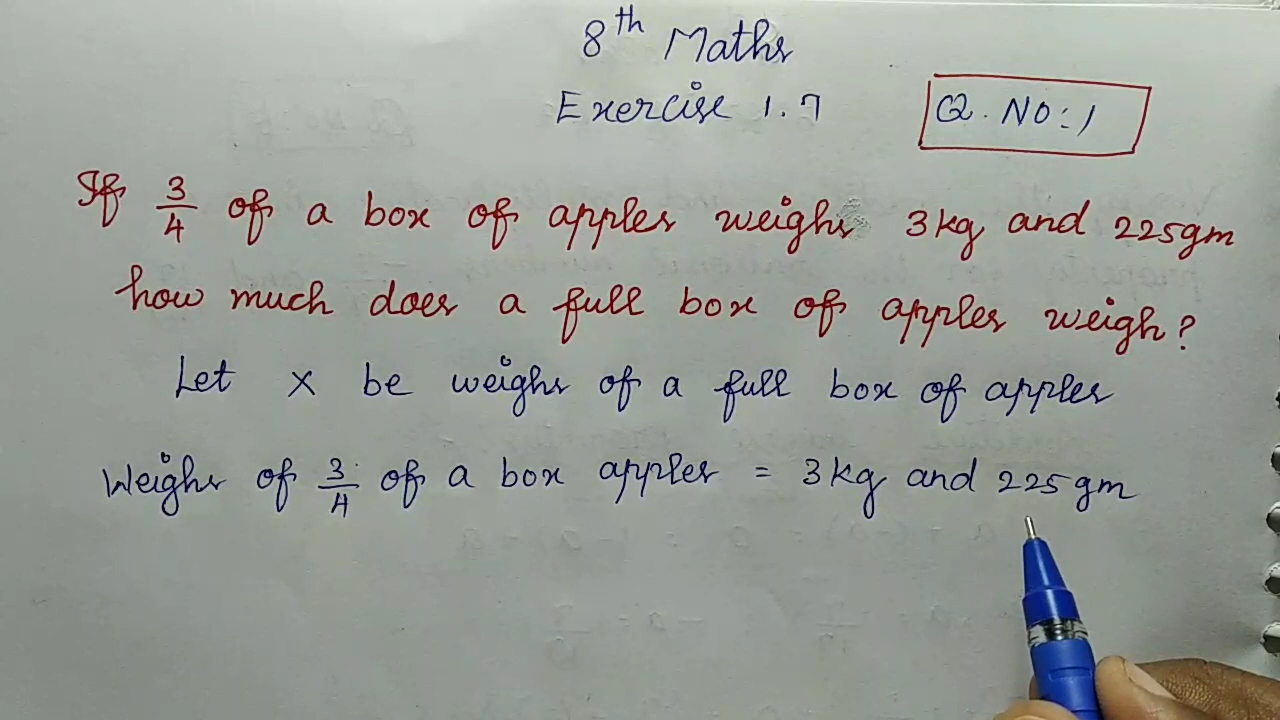 8th Maths
Exercise 1.7
Q. No: 1
If 3/4 of a box of apples weighs 3kg and 225gm
how much does a full box of apples weigh?
Let x be weighs of a full box of apples
Weighs of 3/4 of a box apples = 3kg and 225gm